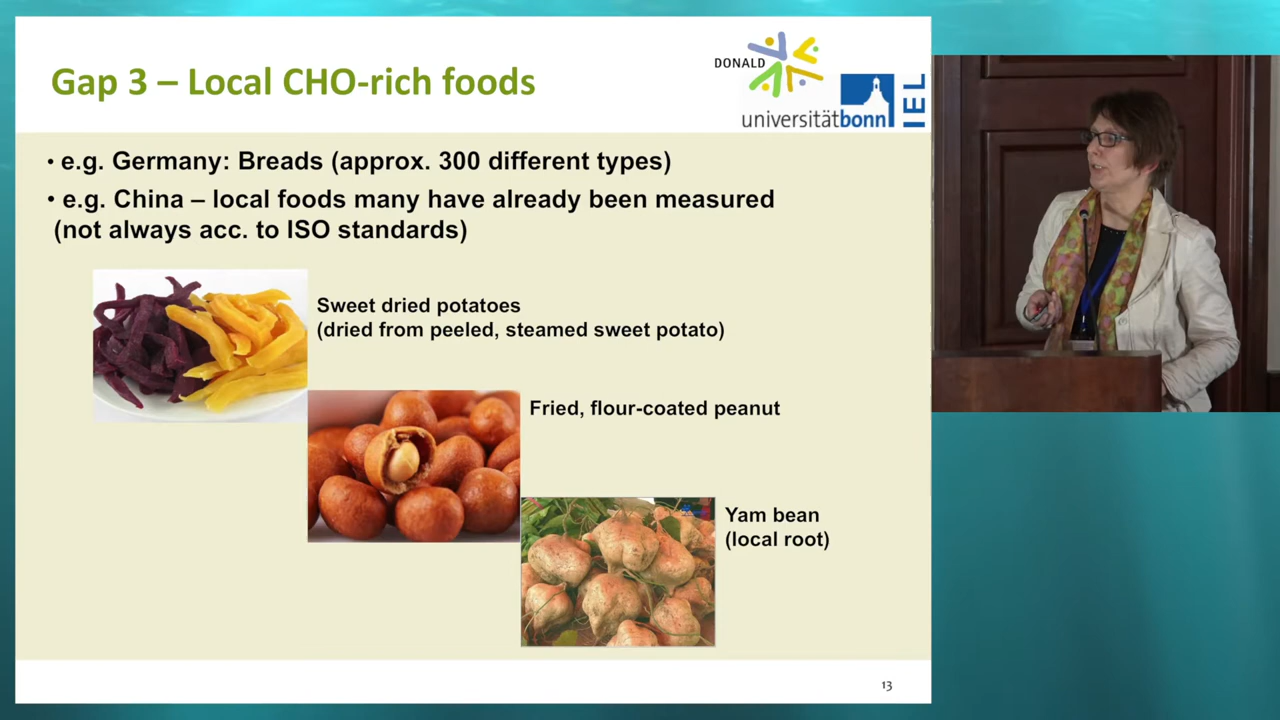 Gap 3 – Local CHO-rich foods
DONALD
universitätbonn
IEL
• e.g. Germany: Breads (approx. 300 different types)
• e.g. China – local foods many have already been measured
(not always acc. to ISO standards)
Sweet dried potatoes
(dried from peeled, steamed sweet potato)
Fried, flour-coated peanut
Yam bean
(local root)
13